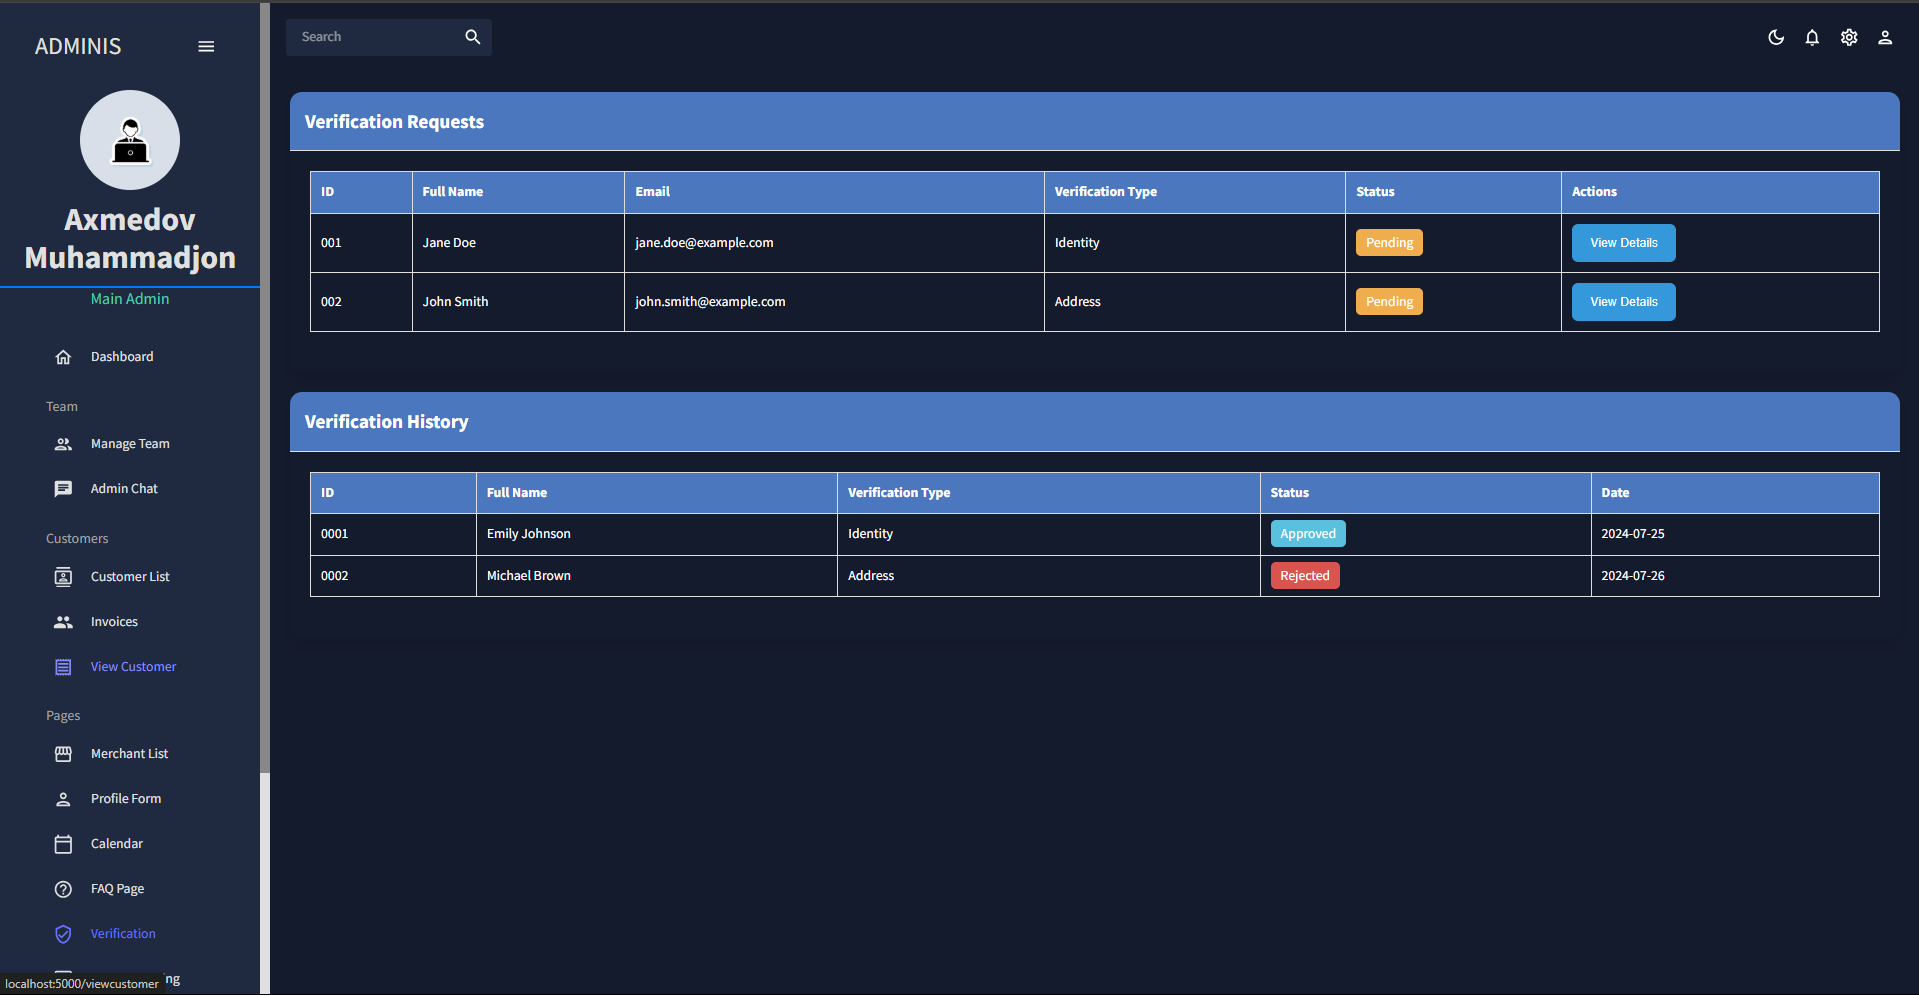 ADMINIS
Axmedov
Muhammadjon
Main Admin
Dashboard
Team
Manage Team
Admin Chat
Customers
Customer List
Invoices
View Customer
Pages
Merchant List
Profile Form
Calendar
FAQ Page
Verification
ng
localhost:5000/viewcustomer
Search
Verification Requests
ID Full Name Email Verification Type Status Actions
001 Jane Doe jane.doe@example.com Identity Pending View Details
002 John Smith john.smith@example.com Address Pending View Details
Verification History
ID Full Name Verification Type Status Date
0001 Emily Johnson Identity Approved 2024-07-25
0002 Michael Brown Address Rejected 2024-07-26